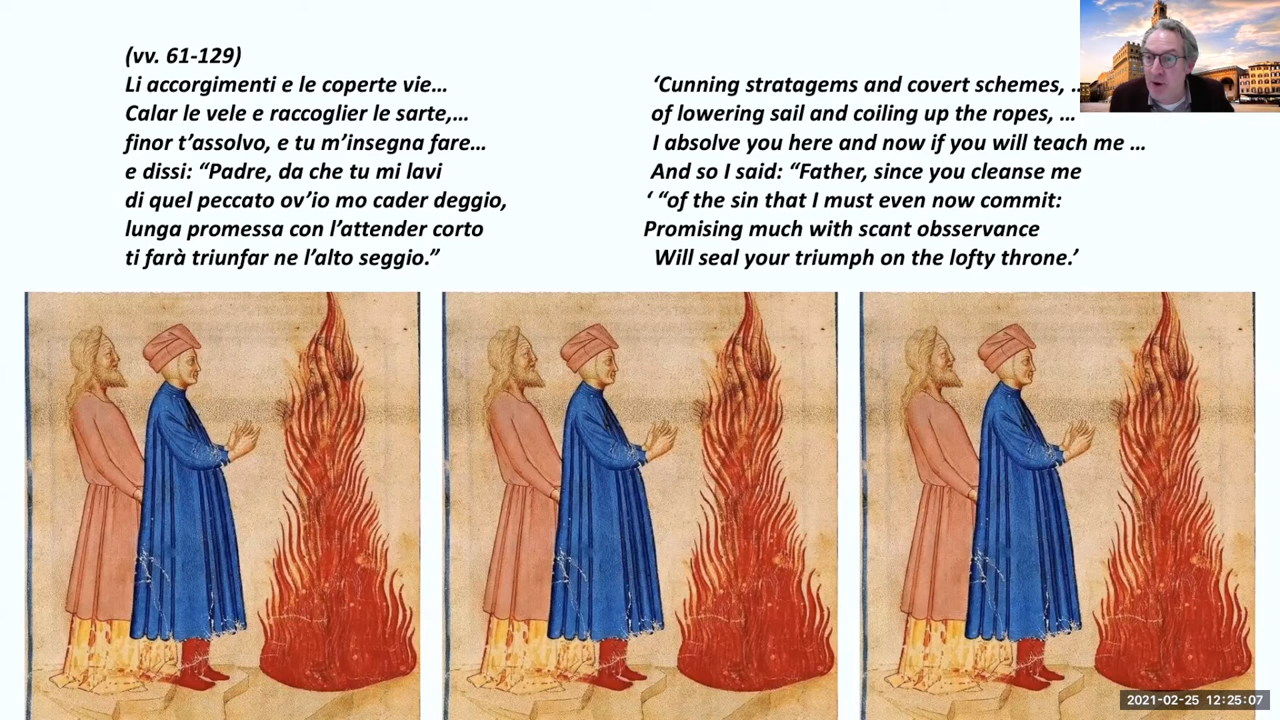 (vv. 61-129)
Li accorgimenti e le coperte vie…
Calar le vele e raccoglier le sarte,…
finor t’assolvo, e tu m’insegna fare…
e dissi: “Padre, da che tu mi lavi
di quel peccato ov’io mo cader deggio,
lunga promessa con l’attender corto
ti farà triunfar ne l’alto seggio.”
‘Cunning stratagems and covert schemes, …
of lowering sail and coiling up the ropes, …
I absolve you here and now if you will teach me …
And so I said: “Father, since you cleanse me
‘ “of the sin that I must even now commit:
Promising much with scant obsservance
Will seal your triumph on the lofty throne.’
2021-02-25 12:25:07